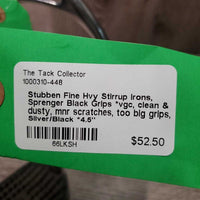 The Tack Collector
1000310-448
Stubben Fine Hvy Stirrup Irons,
Sprenger Black Grips *vgc, clean &
dusty, mnr scratches, too big grips,
Silver/Black *4.5"
$52.50
66LKSH